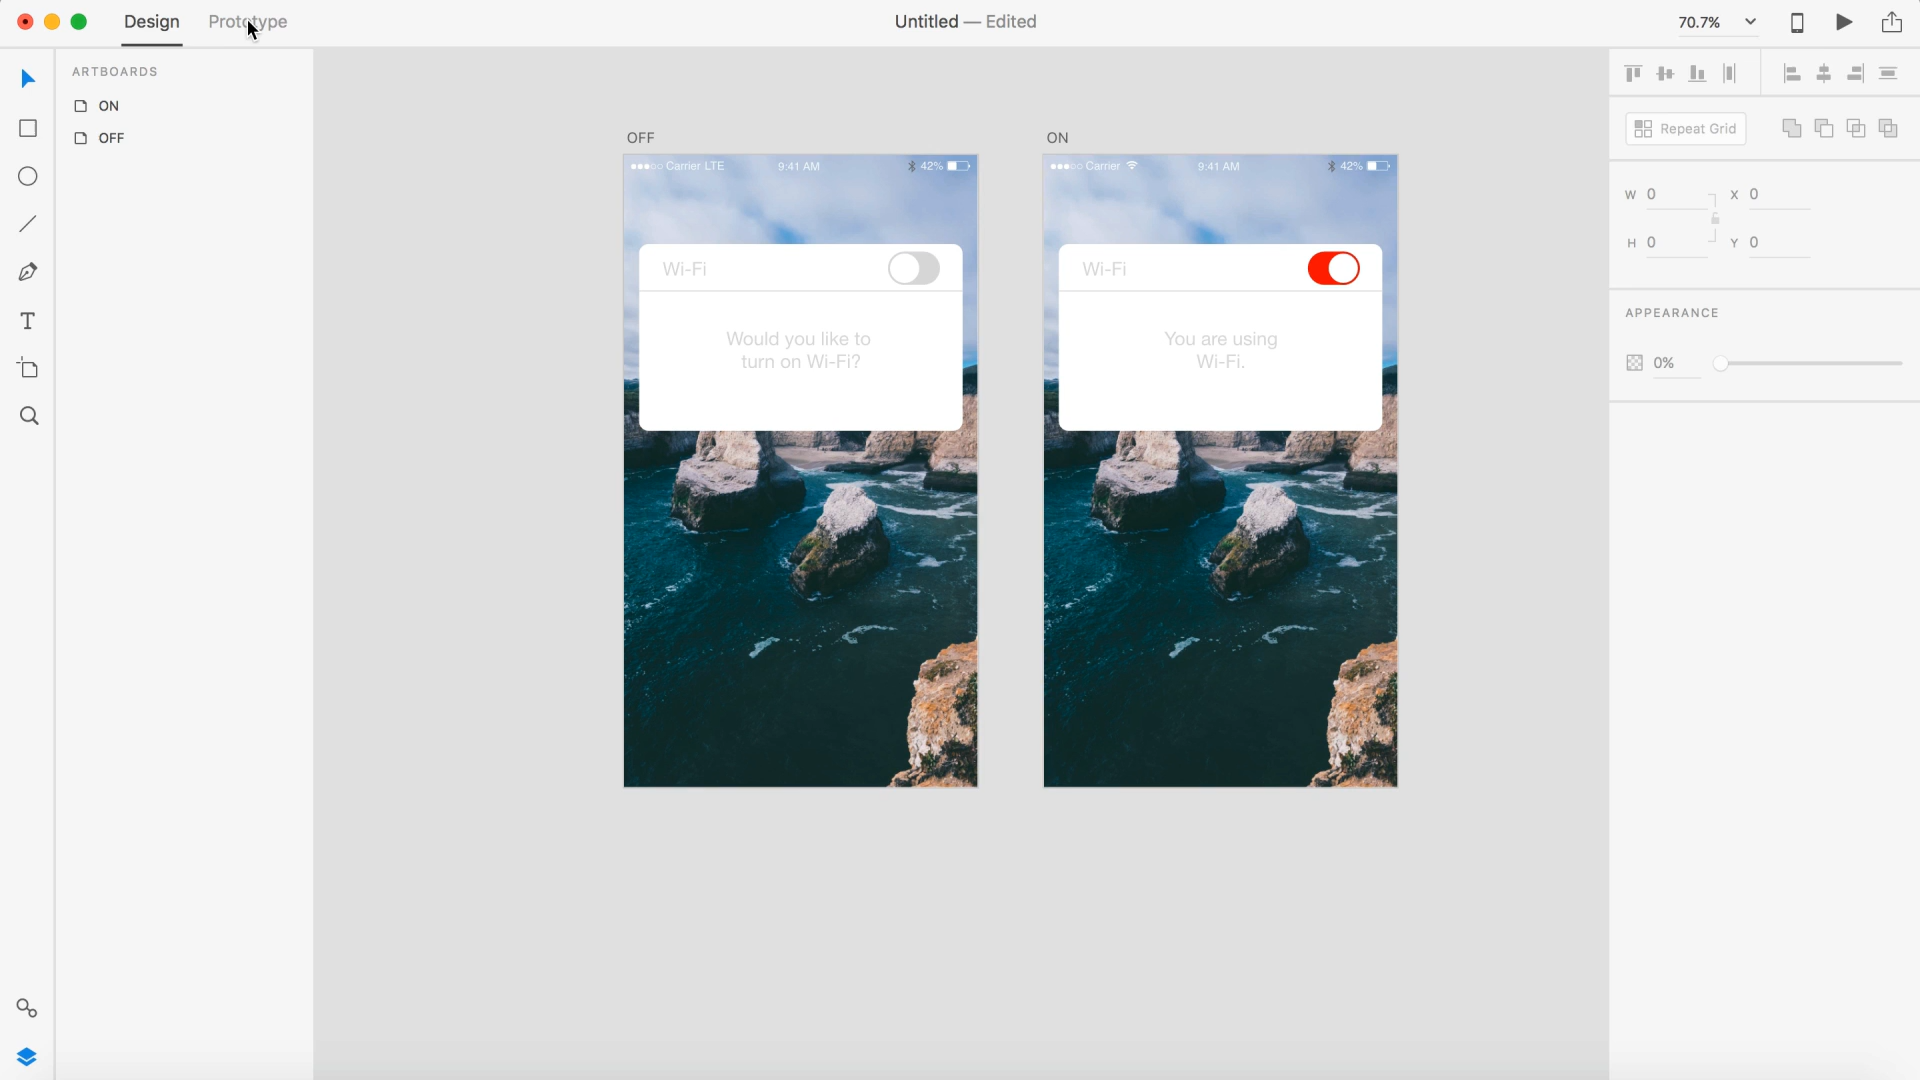 Design Prototype
Untitled — Edited
70.7%
ARTBOARDS
ON
OFF
OFF
Carrier LTE 9:41 AM 42%
Wi-Fi
Would you like to
turn on Wi-Fi?
ON
Carrier 9:41 AM 42%
Wi-Fi
You are using
Wi-Fi.
Repeat Grid
W 0 X 0
H 0 Y 0
APPEARANCE
0%